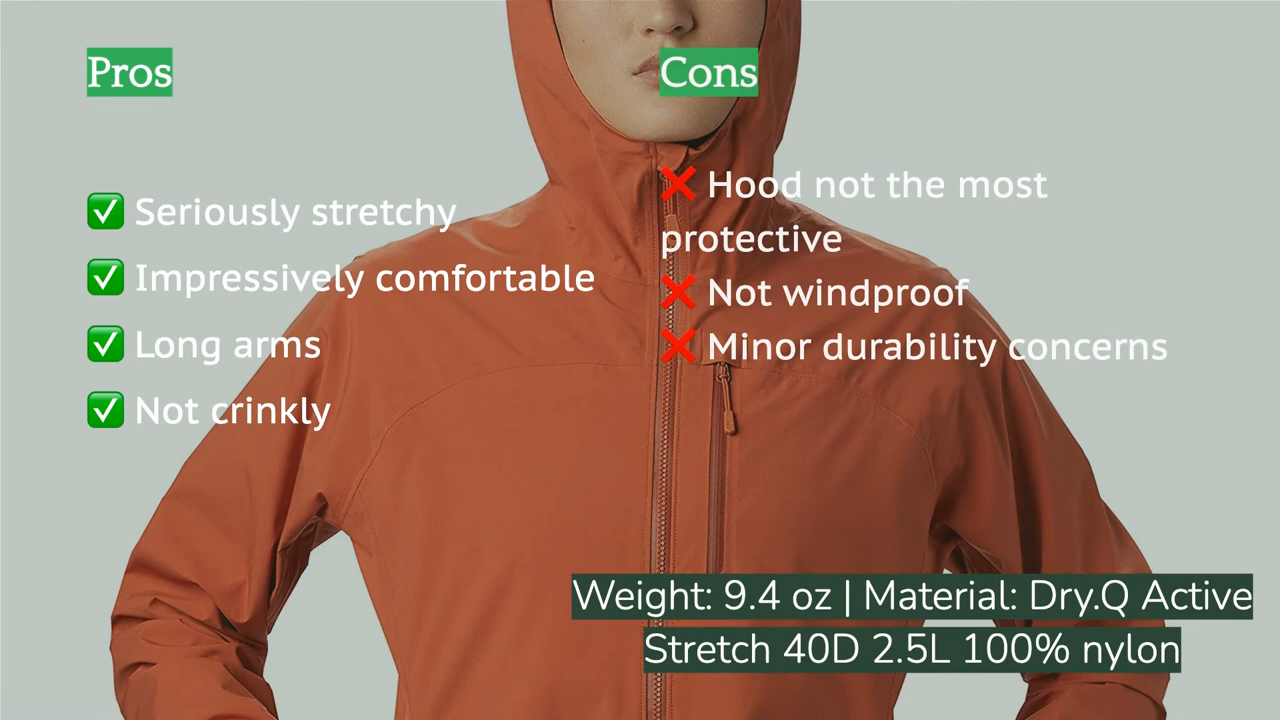 Pros
✅ Seriously stretchy
✅ Impressively comfortable
✅ Long arms
✅ Not crinkly
Cons
❌ Hood not the most
protective
❌ Not windproof
❌ Minor durability concerns
Weight: 9.4 oz | Material: Dry.Q Active
Stretch 40D 2.5L 100% nylon